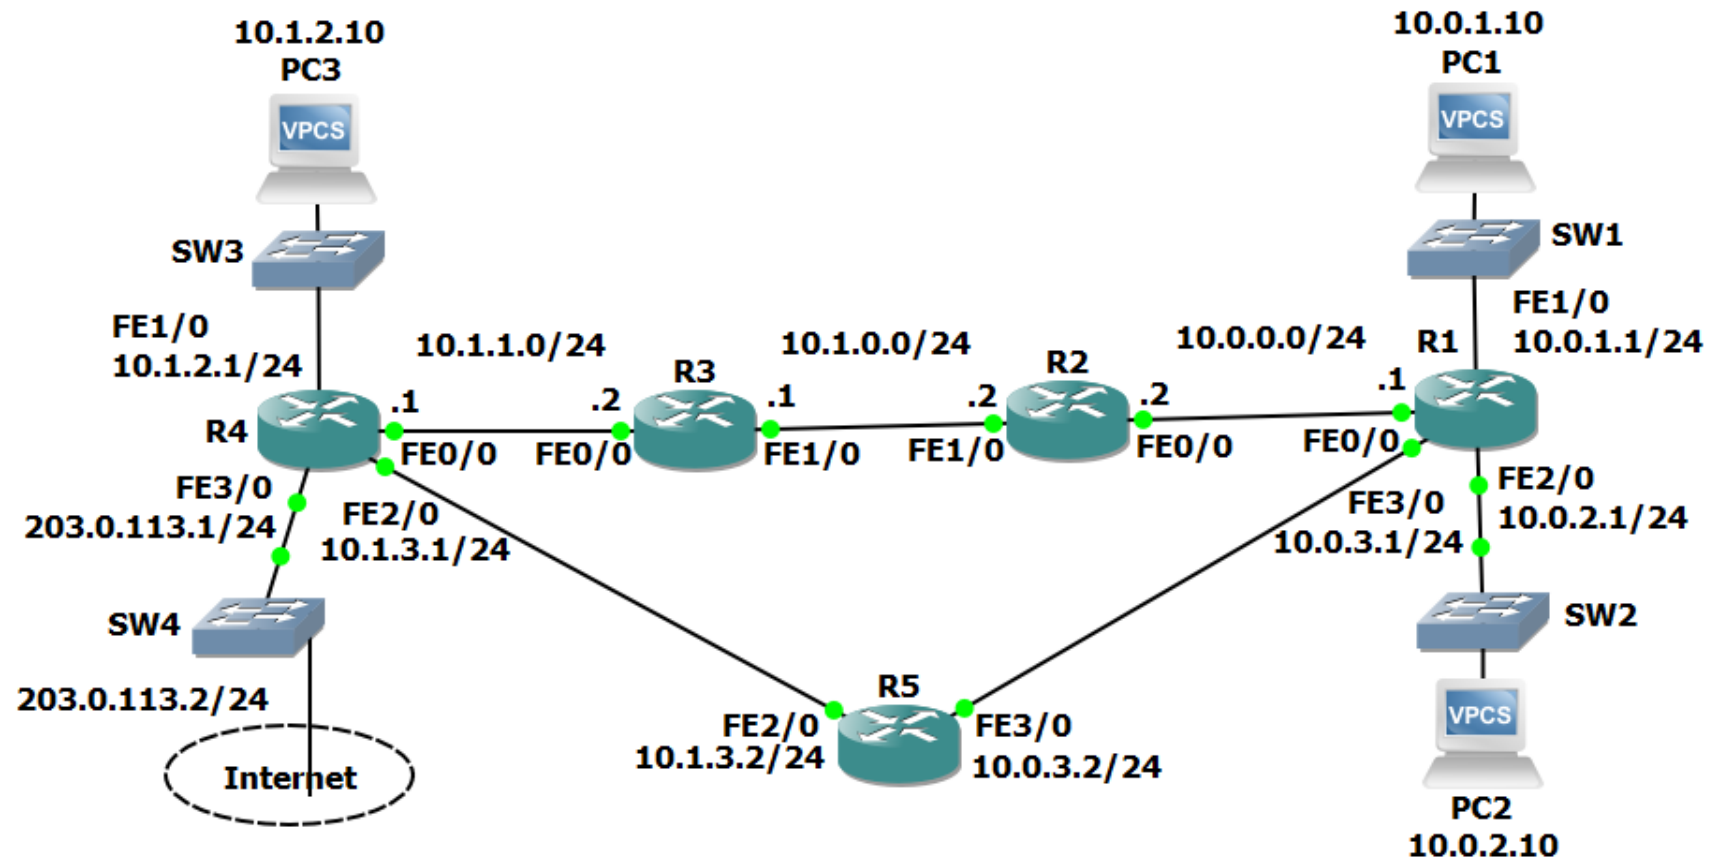 10.1.2.10
PC3
VPCS
SW3
FE1/0
10.1.2.1/24
R4
.1
FE0/0
10.1.1.0/24
.2
FE0/0
R3
.1
FE1/0
10.1.0.0/24
.2
FE1/0
R2
.2
FE0/0
10.0.0.0/24
.1
FE0/0
R1
10.0.1.10
PC1
VPCS
SW1
FE1/0
10.0.1.1/24
FE3/0
203.0.113.1/24
FE2/0
10.1.3.1/24
SW4
203.0.113.2/24
Internet
R5
FE2/0
10.1.3.2/24
FE3/0
10.0.3.2/24
FE3/0
10.0.3.1/24
FE2/0
10.0.2.1/24
SW2
VPCS
PC2
10.0.2.10